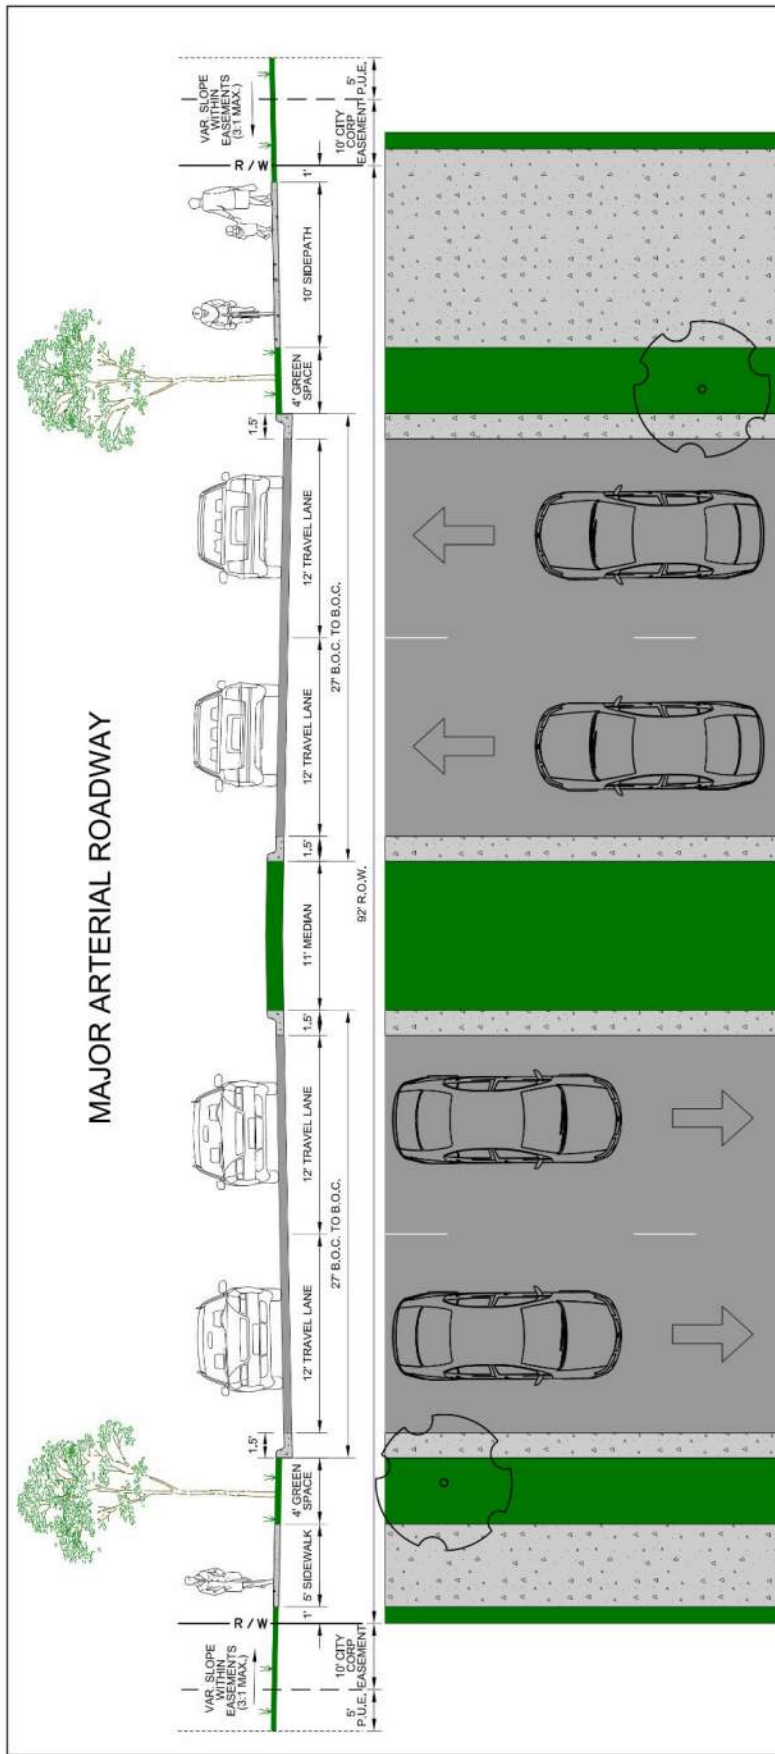 MAJOR ARTERIAL ROADWAY
VAR. SLOPE
WITHIN
EASEMENTS
(3:1 MAX.)
R / W
R / W
VAR. SLOPE
WITHIN
EASEMENTS
(3:1 MAX.)
5'
P.U.E.
10' CITY
CORP
EASEMENT
1'
5' SIDEWALK
4' GREEN
SPACE
1.5'
12' TRAVEL LANE
12' TRAVEL LANE
1.5'
11' MEDIAN
1.5'
12' TRAVEL LANE
12' TRAVEL LANE
1.5'
4' GREEN
SPACE
10' SIDEPATH
1'
10' CITY
CORP
EASEMENT
5'
P.U.E.
27' B.O.C. TO B.O.C.
27' B.O.C. TO B.O.C.
92' R.O.W.